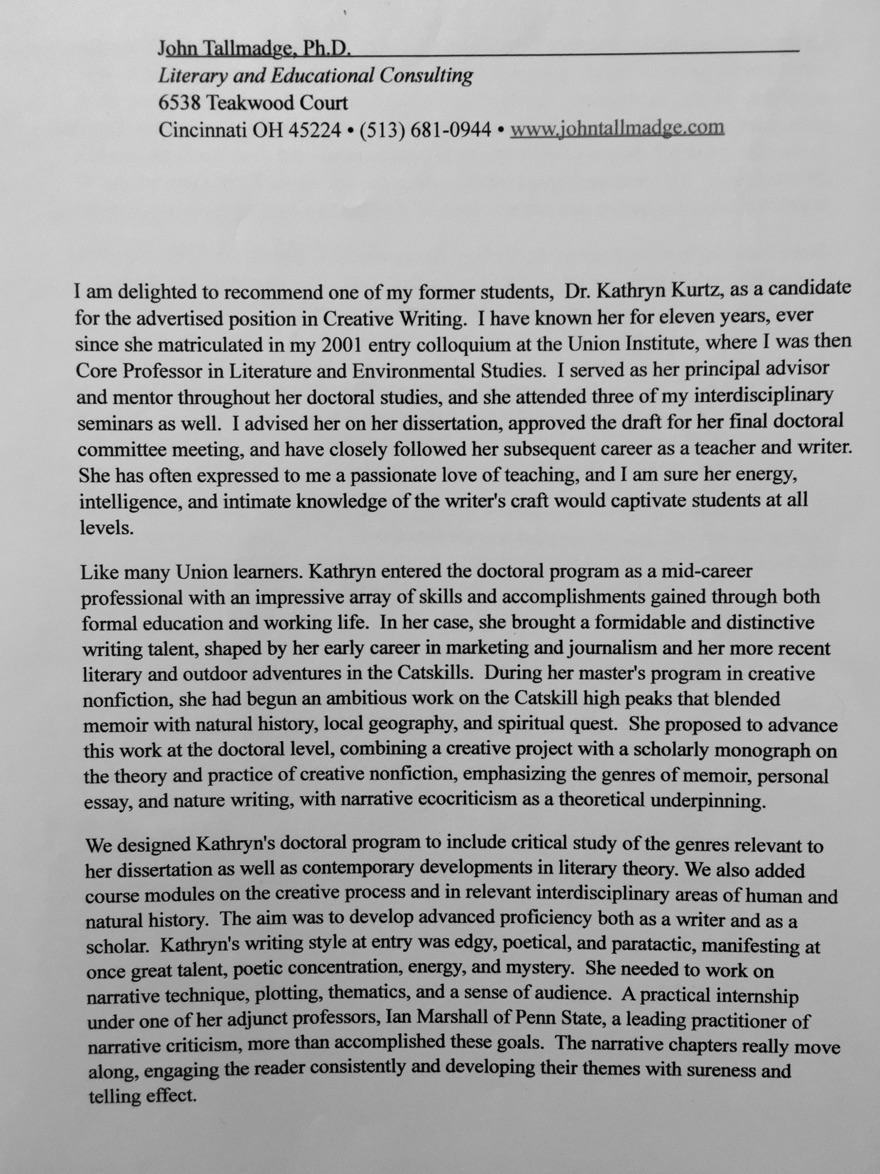 John Tallmadge, Ph.D.
Literary and Educational Consulting
6538 Teakwood Court
Cincinnati OH 45224 • (513) 681-0944 • www.johntallmadge.com
I am delighted to recommend one of my former students,  Dr. Kathryn Kurtz, as a candidate
for the advertised position in Creative Writing.  I have known her for eleven years, ever
since she matriculated in my 2001 entry colloquium at the Union Institute, where I was then
Core Professor in Literature and Environmental Studies.  I served as her principal advisor
and mentor throughout her doctoral studies, and she attended three of my interdisciplinary
seminars as well.  I advised her on her dissertation, approved the draft for her final doctoral
committee meeting, and have closely followed her subsequent career as a teacher and writer.
She has often expressed to me a passionate love of teaching, and I am sure her energy,
intelligence, and intimate knowledge of the writer's craft would captivate students at all
levels.
Like many Union learners. Kathryn entered the doctoral program as a mid-career
professional with an impressive array of skills and accomplishments gained through both
formal education and working life.  In her case, she brought a formidable and distinctive
writing talent, shaped by her early career in marketing and journalism and her more recent
literary and outdoor adventures in the Catskills.  During her master's program in creative
nonfiction, she had begun an ambitious work on the Catskill high peaks that blended
memoir with natural history, local geography, and spiritual quest.  She proposed to advance
this work at the doctoral level, combining a creative project with a scholarly monograph on
the theory and practice of creative nonfiction, emphasizing the genres of memoir, personal
essay, and nature writing, with narrative ecocriticism as a theoretical underpinning.
We designed Kathryn's doctoral program to include critical study of the genres relevant to
her dissertation as well as contemporary developments in literary theory. We also added
course modules on the creative process and in relevant interdisciplinary areas of human and
natural history.  The aim was to develop advanced proficiency both as a writer and as a
scholar.  Kathryn's writing style at entry was edgy, poetical, and paratactic, manifesting at
once great talent, poetic concentration, energy, and mystery.  She needed to work on
narrative technique, plotting, thematics, and a sense of audience.  A practical internship
under one of her adjunct professors, Ian Marshall of Penn State, a leading practitioner of
narrative criticism, more than accomplished these goals.  The narrative chapters really move
along, engaging the reader consistently and developing their themes with sureness and
telling effect.